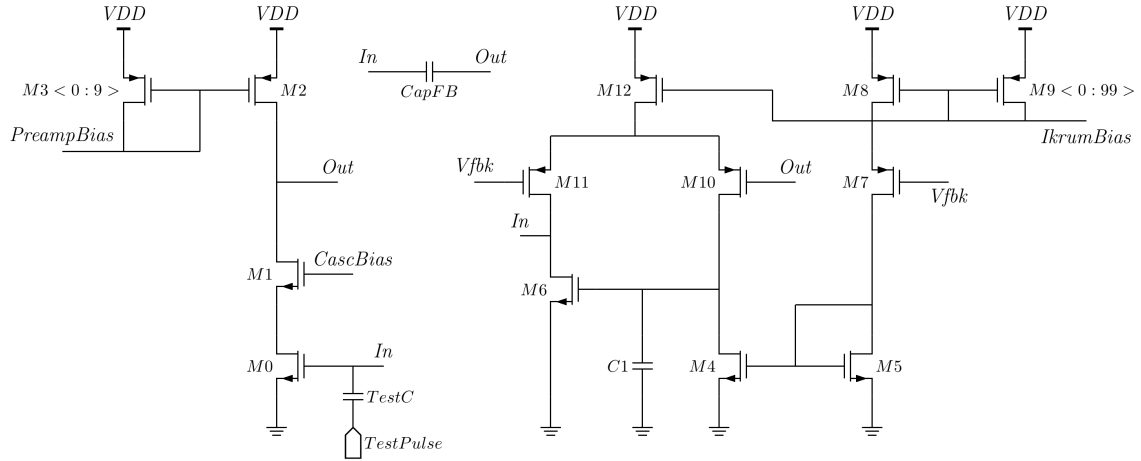 VDD
VDD
VDD
VDD
VDD
In
Out
CapFB
M3 < 0 : 9 >
M2
M12
M8
M9 < 0 : 99 >
PreampBias
IkrumBias
Out
Vfbk
M11
M10
Out
M7
Vfbk
In
M1
CascBias
M6
M0
In
C1
M4
M5
TestC
TestPulse